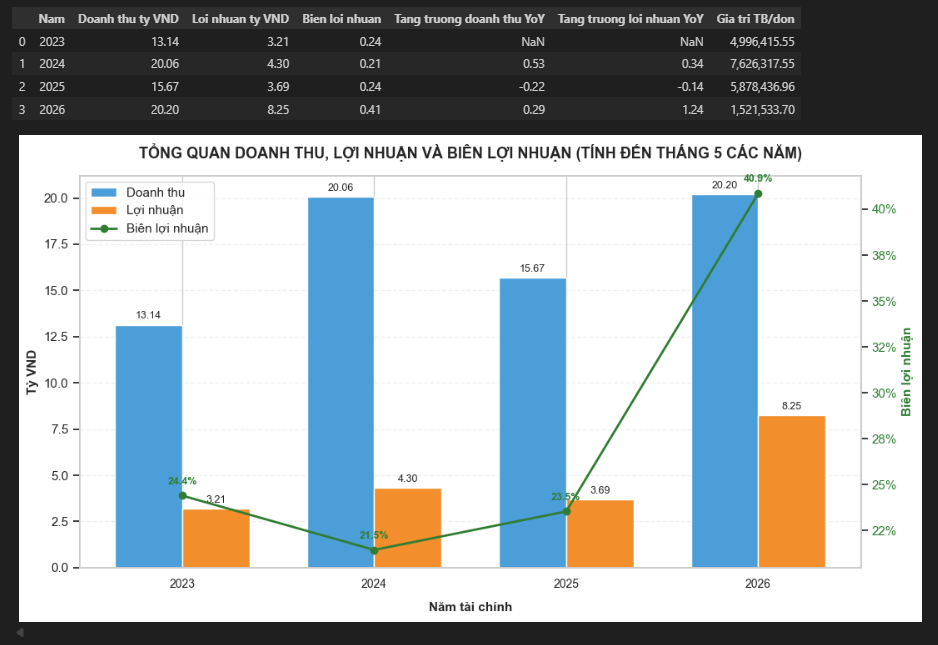 Nam Doanh thu ty VND Loi nhuan ty VND Bien loi nhuan Tang truong doanh thu YoY Tang truong loi nhuan YoY Gia tri TB/don
0 2023 13.14 3.21 0.24 NaN NaN 4,996,415.55
1 2024 20.06 4.30 0.21 0.53 0.34 7,626,317.55
2 2025 15.67 3.69 0.24 -0.22 -0.14 5,878,436.96
3 2026 20.20 8.25 0.41 0.29 1.24 1,521,533.70
TỔNG QUAN DOANH THU, LỢI NHUẬN VÀ BIÊN LỢI NHUẬN (TÍNH ĐẾN THÁNG 5 CÁC NĂM)
Doanh thu
Lợi nhuận
Biên lợi nhuận
Tỷ VND
20.0
17.5
15.0
12.5
10.0
7.5
5.0
2.5
0.0
13.14
24.4%
3.21
20.06
21.5%
4.30
15.67
23.5%
3.69
20.20
40.9%
8.25
40%
38%
35%
32%
30%
28%
25%
22%
Biên lợi nhuận
2023 2024 2025 2026
Năm tài chính